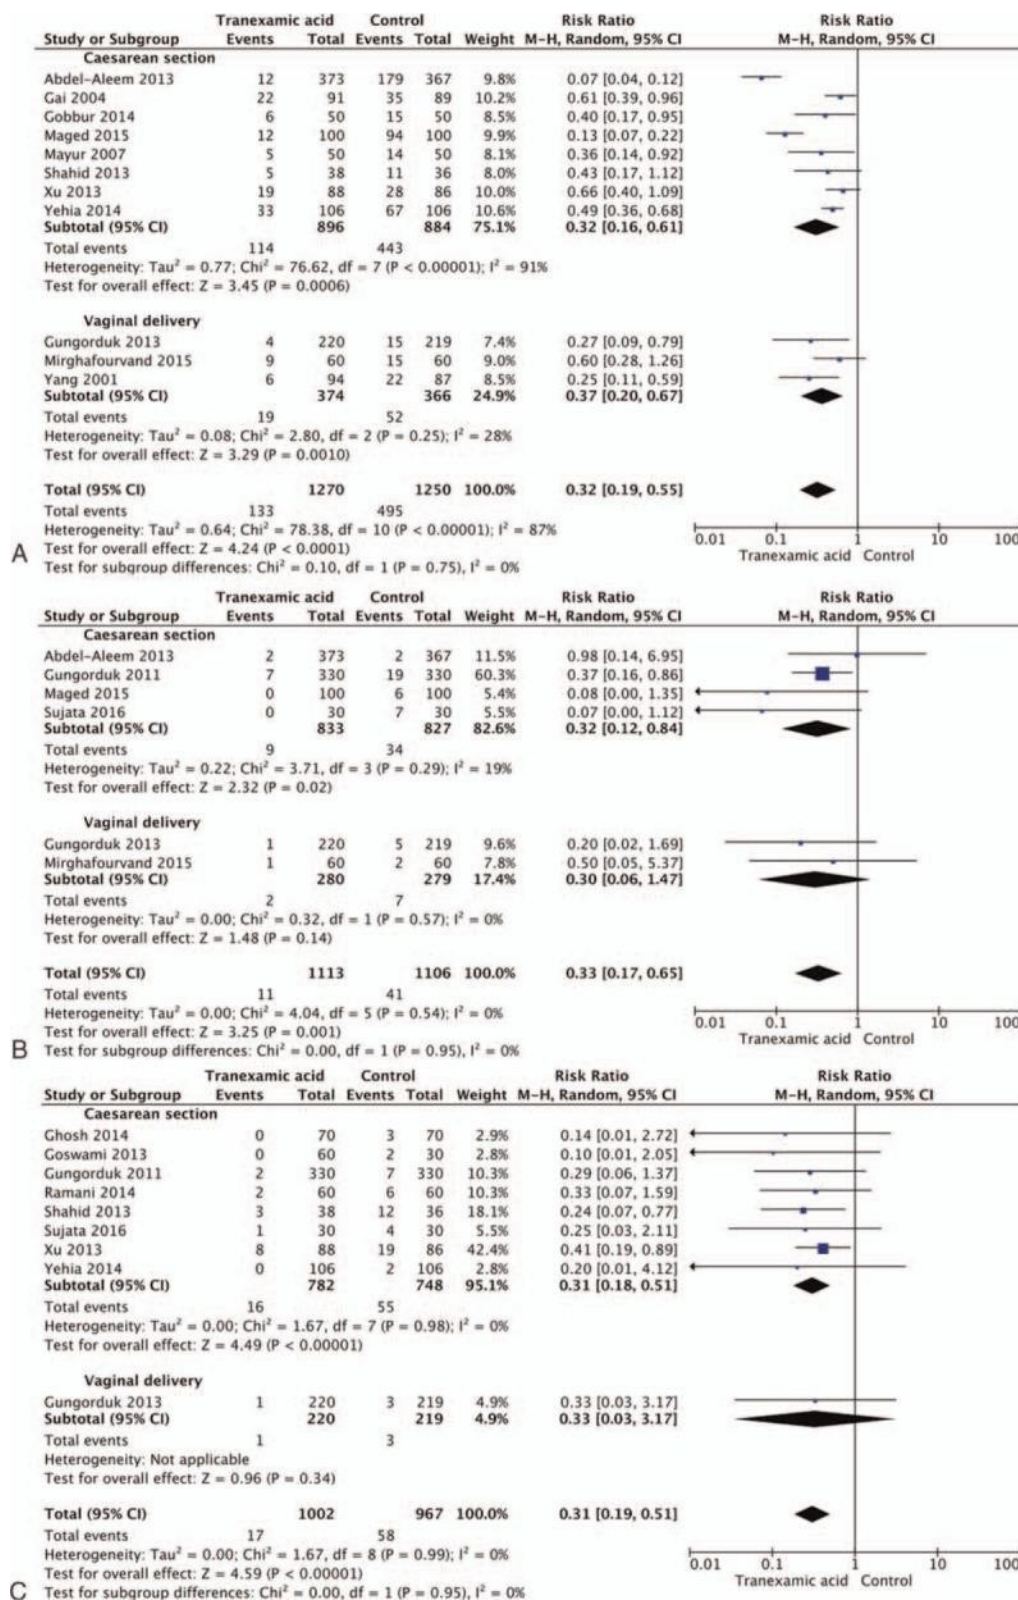 Tranexamic acid Control Risk Ratio Risk Ratio
Study or Subgroup Events Total Events Total Weight M-H, Random, 95% CI M-H, Random, 95% CI
Caesarean section
Abdel-Aleem 2013 12 373 179 367 9.8% 0.07 [0.04, 0.12]
Gai 2004 22 91 35 89 10.2% 0.61 [0.39, 0.96]
Gobbur 2014 6 50 15 50 8.5% 0.40 [0.17, 0.95]
Maged 2015 12 100 94 100 9.9% 0.13 [0.07, 0.22]
Mayur 2007 5 50 14 50 8.1% 0.36 [0.14, 0.92]
Shahid 2013 5 38 11 36 8.0% 0.43 [0.17, 1.12]
Xu 2013 19 88 28 86 10.0% 0.66 [0.40, 1.09]
Yehia 2014 33 106 67 106 10.6% 0.49 [0.36, 0.68]
Subtotal (95% CI) 896 884 75.1% 0.32 [0.16, 0.61]
Total events 114 443
Heterogeneity: Tau² = 0.77; Chi² = 76.62, df = 7 (P < 0.00001); I² = 91%
Test for overall effect: Z = 3.45 (P = 0.0006)
Vaginal delivery
Gungorduk 2013 4 220 15 219 7.4% 0.27 [0.09, 0.79]
Mirghafourvand 2015 9 60 15 60 9.0% 0.60 [0.28, 1.26]
Yang 2001 6 94 22 87 8.5% 0.25 [0.11, 0.59]
Subtotal (95% CI) 374 366 24.9% 0.37 [0.20, 0.67]
Total events 19 52
Heterogeneity: Tau² = 0.08; Chi² = 2.80, df = 2 (P = 0.25); I² = 28%
Test for overall effect: Z = 3.29 (P = 0.0010)
Total (95% CI) 1270 1250 100.0% 0.32 [0.19, 0.55]
Total events 133 495
Heterogeneity: Tau² = 0.64; Chi² = 78.38, df = 10 (P < 0.00001); I² = 87%
0.01 0.1 1 10 100
Test for overall effect: Z = 4.24 (P < 0.0001)
Tranexamic acid Control
A
Test for subgroup differences: Chi² = 0.10, df = 1 (P = 0.75), I² = 0%
Tranexamic acid Control Risk Ratio Risk Ratio
Study or Subgroup Events Total Events Total Weight M-H, Random, 95% CI M-H, Random, 95% CI
Caesarean section
Abdel-Aleem 2013 2 373 2 367 11.5% 0.98 [0.14, 6.95]
Gungorduk 2011 7 330 19 330 60.3% 0.37 [0.16, 0.86]
Maged 2015 0 100 6 100 5.4% 0.08 [0.00, 1.35]
Sujata 2016 0 30 7 30 5.5% 0.07 [0.00, 1.12]
Subtotal (95% CI) 833 827 82.6% 0.32 [0.12, 0.84]
Total events 9 34
Heterogeneity: Tau² = 0.22; Chi² = 3.71, df = 3 (P = 0.29); I² = 19%
Test for overall effect: Z = 2.32 (P = 0.02)
Vaginal delivery
Gungorduk 2013 1 220 5 219 9.6% 0.20 [0.02, 1.69]
Mirghafourvand 2015 1 60 2 60 7.8% 0.50 [0.05, 5.37]
Subtotal (95% CI) 280 279 17.4% 0.30 [0.06, 1.47]
Total events 2 7
Heterogeneity: Tau² = 0.00; Chi² = 0.32, df = 1 (P = 0.57); I² = 0%
Test for overall effect: Z = 1.48 (P = 0.14)
Total (95% CI) 1113 1106 100.0% 0.33 [0.17, 0.65]
Total events 11 41
Heterogeneity: Tau² = 0.00; Chi² = 4.04, df = 5 (P = 0.54); I² = 0%
0.01 0.1 1 10 100
Test for overall effect: Z = 3.25 (P = 0.001)
Tranexamic acid Control
B
Test for subgroup differences: Chi² = 0.00, df = 1 (P = 0.95), I² = 0%
Tranexamic acid Control Risk Ratio Risk Ratio
Study or Subgroup Events Total Events Total Weight M-H, Random, 95% CI M-H, Random, 95% CI
Caesarean section
Ghosh 2014 0 70 3 70 2.9% 0.14 [0.01, 2.72]
Goswami 2013 0 60 2 30 2.8% 0.10 [0.01, 2.05]
Gungorduk 2011 2 330 7 330 10.3% 0.29 [0.06, 1.37]
Ramani 2014 2 60 6 60 10.3% 0.33 [0.07, 1.59]
Shahid 2013 3 38 12 36 18.1% 0.24 [0.07, 0.77]
Sujata 2016 1 30 4 30 5.5% 0.25 [0.03, 2.11]
Xu 2013 8 88 19 86 42.4% 0.41 [0.19, 0.89]
Yehia 2014 0 106 2 106 2.8% 0.20 [0.01, 4.12]
Subtotal (95% CI) 782 748 95.1% 0.31 [0.18, 0.51]
Total events 16 55
Heterogeneity: Tau² = 0.00; Chi² = 1.67, df = 7 (P = 0.98); I² = 0%
Test for overall effect: Z = 4.49 (P < 0.00001)
Vaginal delivery
Gungorduk 2013 1 220 3 219 4.9% 0.33 [0.03, 3.17]
Subtotal (95% CI) 220 219 4.9% 0.33 [0.03, 3.17]
Total events 1 3
Heterogeneity: Not applicable
Test for overall effect: Z = 0.96 (P = 0.34)
Total (95% CI) 1002 967 100.0% 0.31 [0.19, 0.51]
Total events 17 58
Heterogeneity: Tau² = 0.00; Chi² = 1.67, df = 8 (P = 0.99); I² = 0%
0.01 0.1 1 10 100
Test for overall effect: Z = 4.59 (P < 0.00001)
Tranexamic acid Control
C
Test for subgroup differences: Chi² = 0.00, df = 1 (P = 0.95), I² = 0%